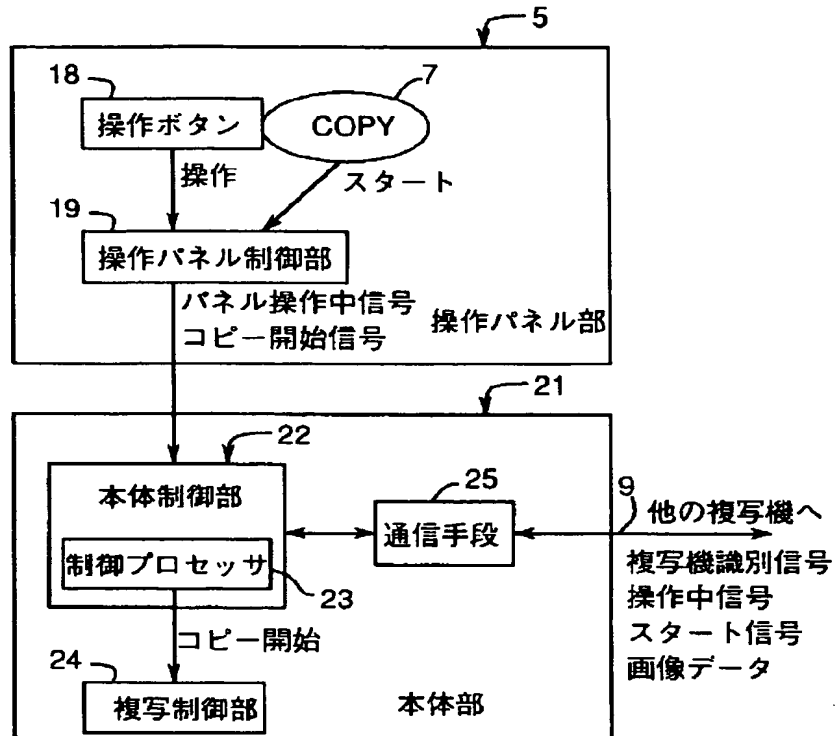 5
18
7
操作ボタン
COPY
操作
スタート
19
操作パネル制御部
パネル操作中信号
コピー開始信号
操作パネル部
21
22
本体制御部
25
9
他の複写機へ
通信手段
制御プロセッサ
23
複写機識別信号
操作中信号
スタート信号
画像データ
コピー開始
24
複写制御部
本体部